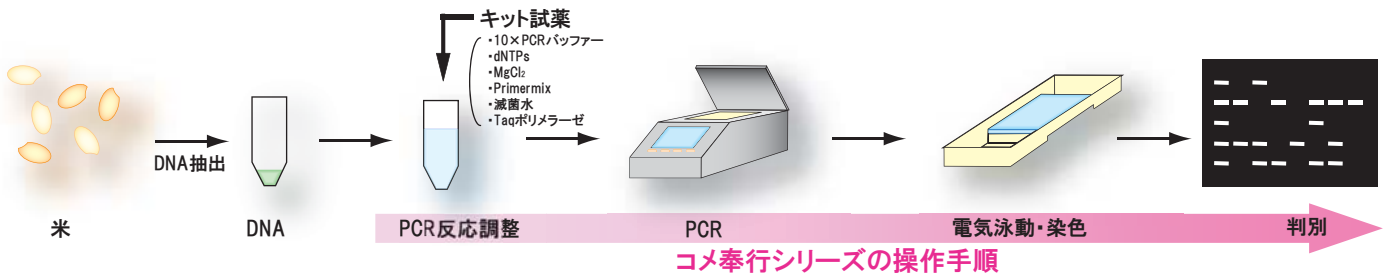 キット試薬
・10×PCRバッファー
・dNTPs
・MgCl₂
・Primermix
・滅菌水
・Taqポリメラーゼ
DNA抽出
米
DNA
PCR反応調整
PCR
電気泳動・染色
判別
コメ奉行シリーズの操作手順